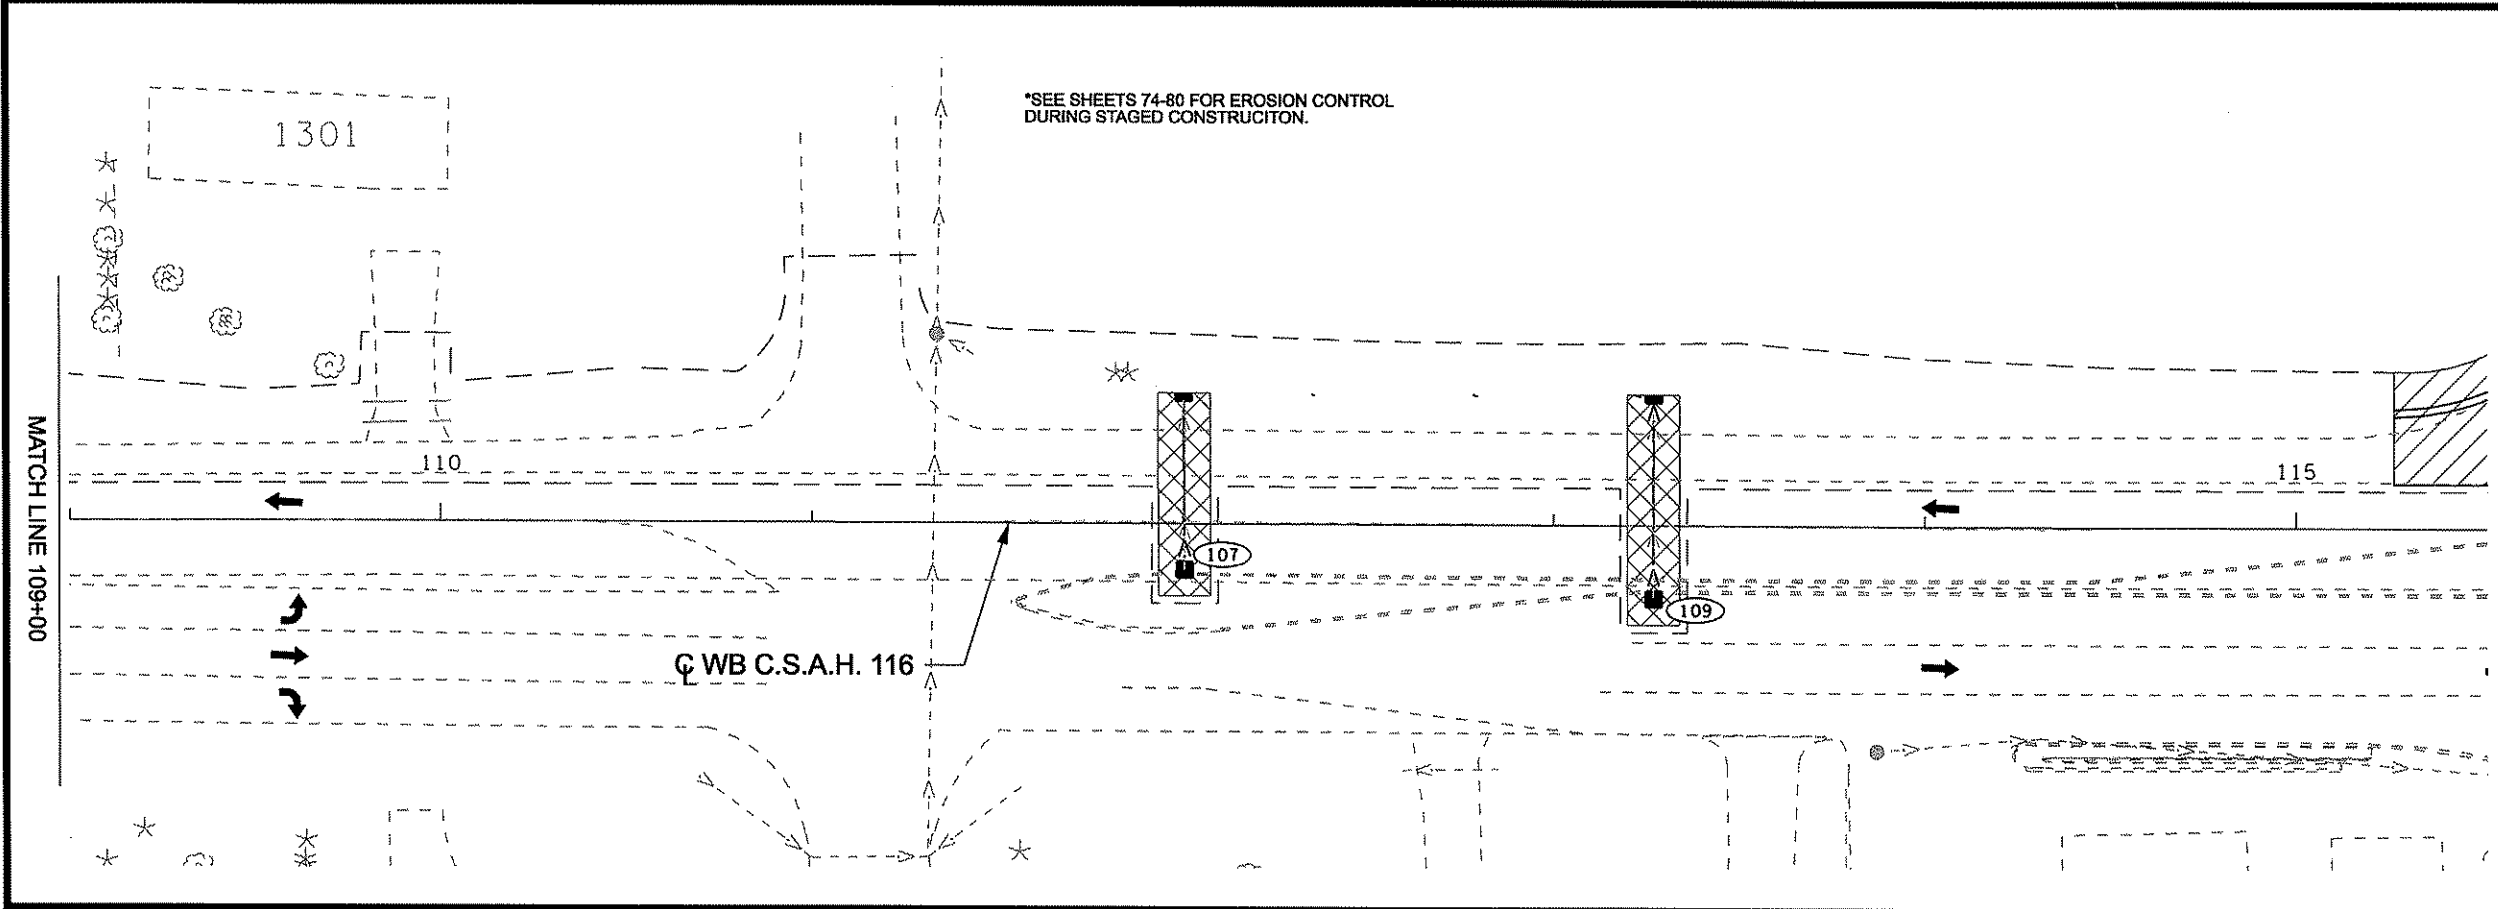 1301
*SEE SHEETS 74-80 FOR EROSION CONTROL
DURING STAGED CONSTRUCITON.
MATCH LINE 109+00
110
115
107
109
℄ WB C.S.A.H. 116